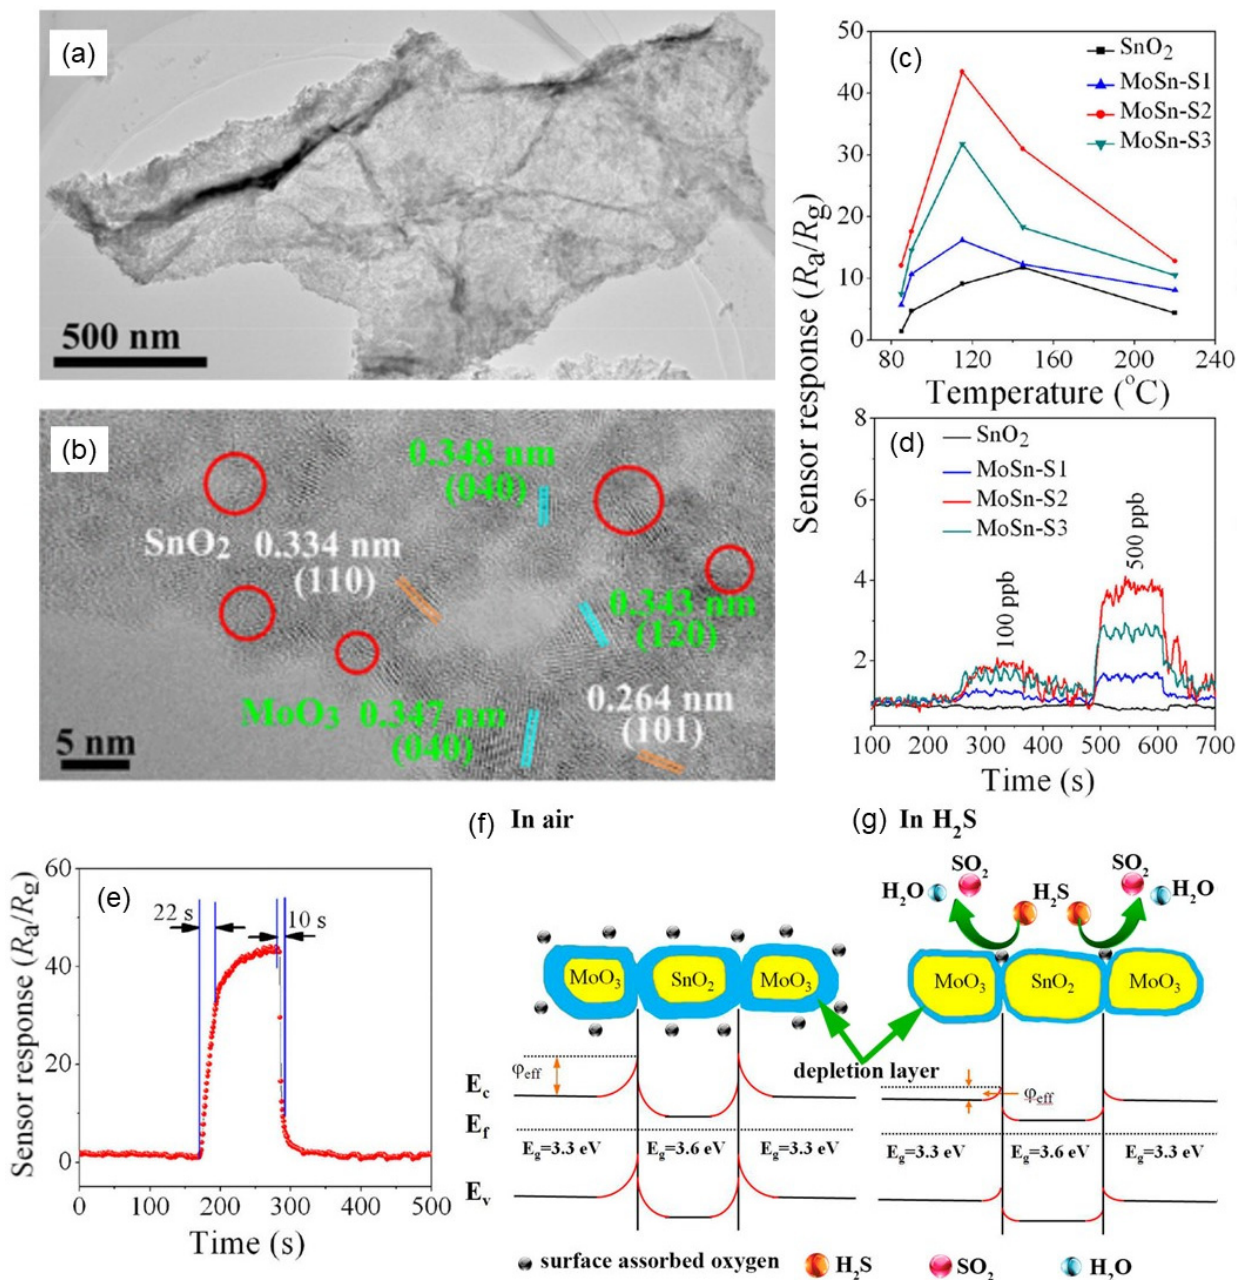 (a)
500 nm
(b)
0.348 nm
(040)
SnO2 0.334 nm
(110)
0.343 nm
(120)
MoO3 0.347 nm
(040)
0.264 nm
(101)
5 nm
(c)
Sensor response (Ra/Rg)
50
40
30
20
10
0
SnO2
MoSn-S1
MoSn-S2
MoSn-S3
80 120 160 200 240
Temperature (°C)
(d)
8
6
4
2
SnO2
MoSn-S1
MoSn-S2
MoSn-S3
100 ppb
500 ppb
100 200 300 400 500 600 700
Time (s)
(e)
Sensor response (Ra/Rg)
60
40
20
0
22 s
10 s
0 100 200 300 400 500
Time (s)
(f) In air
MoO3 SnO2 MoO3
φeff
Ec
Ef
Eg=3.3 eV Eg=3.6 eV Eg=3.3 eV
Ev
depletion layer
(g) In H2S
SO2 SO2
H2O H2S H2O
MoO3 SnO2 MoO3
φeff
Eg=3.3 eV Eg=3.6 eV Eg=3.3 eV
surface assorbed oxygen H2S SO2 H2O